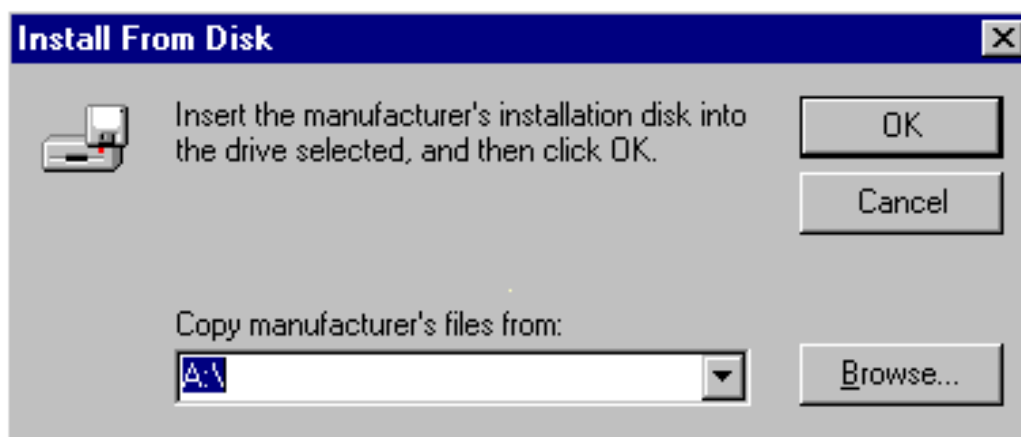 Install From Disk
Insert the manufacturer's installation disk into
the drive selected, and then click OK.
OK
Cancel
Copy manufacturer's files from:
A:\
Browse...